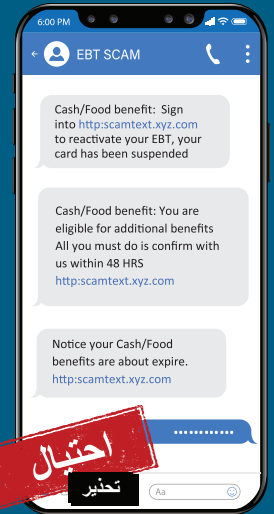 6:00 PM
EBT SCAM
Cash/Food benefit: Sign
into http:scamtext.xyz.com
to reactivate your EBT, your
card has been suspended
Cash/Food benefit: You are
eligible for additional benefits
All you must do is confirm with
us within 48 HRS
http:scamtext.xyz.com
Notice your Cash/Food
benefits are about expire.
http:scamtext.xyz.com
احتيال
تحذير
Aa